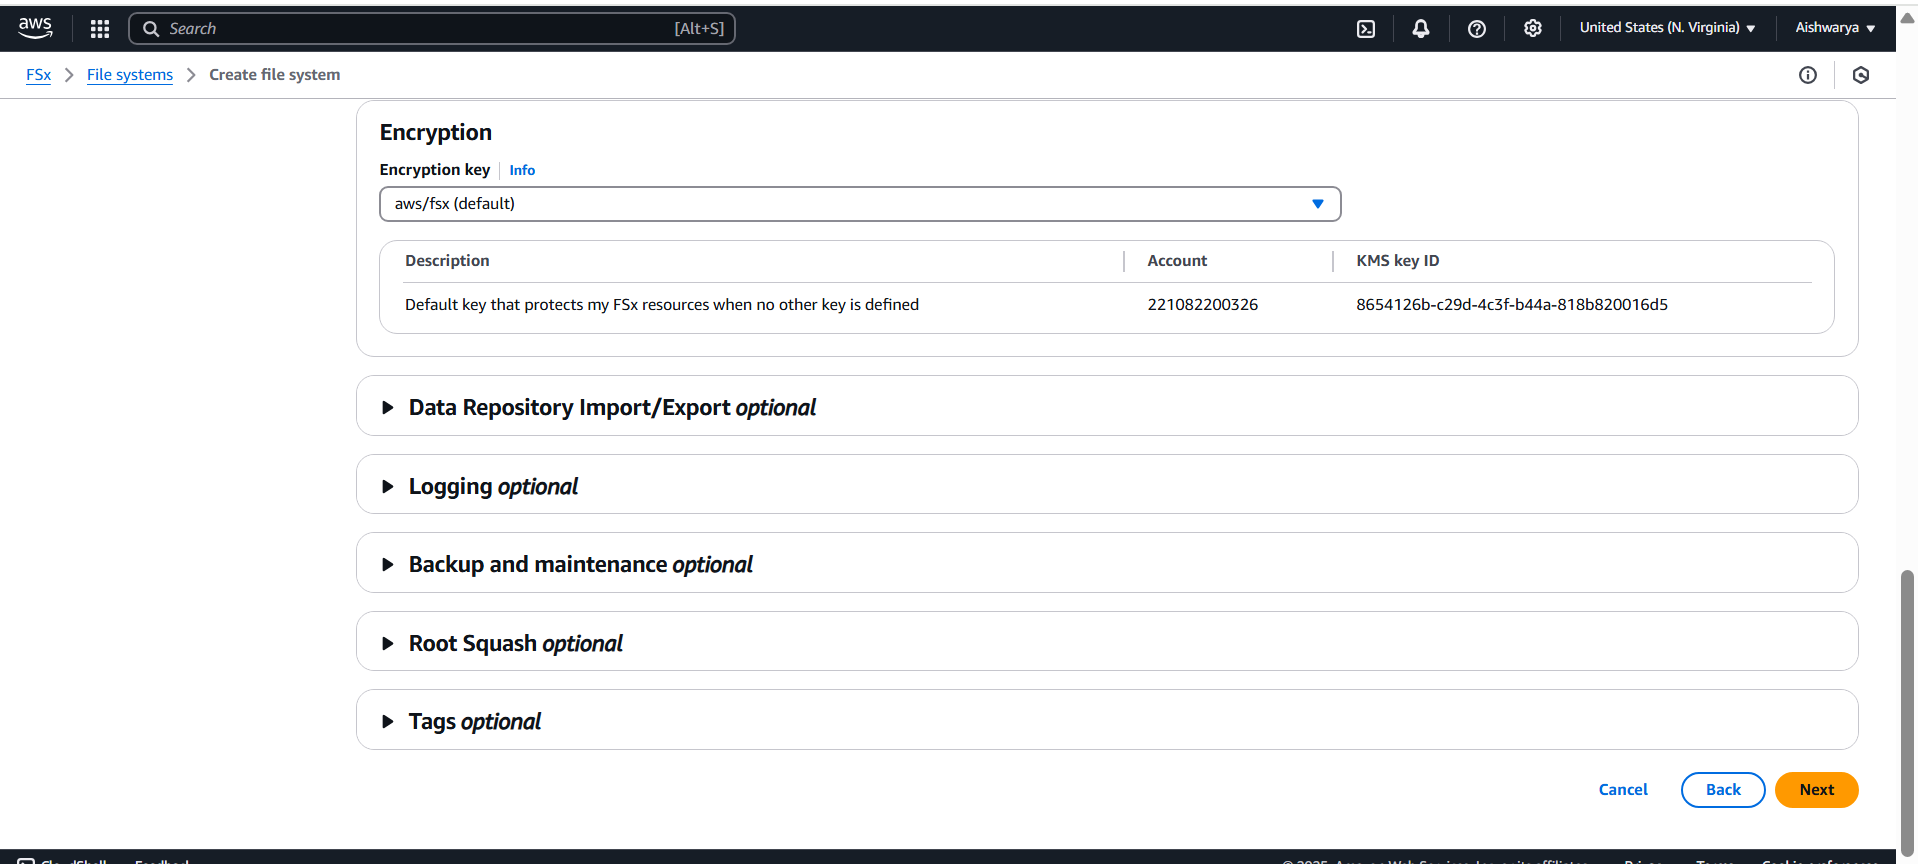 aws
Search [Alt+S]
United States (N. Virginia)
Aishwarya
FSx
File systems
Create file system
Encryption
Encryption key Info
aws/fsx (default)
Description Account KMS key ID
Default key that protects my FSx resources when no other key is defined 221082200326 8654126b-c29d-4c3f-b44a-818b820016d5
Data Repository Import/Export optional
Logging optional
Backup and maintenance optional
Root Squash optional
Tags optional
Cancel Back Next